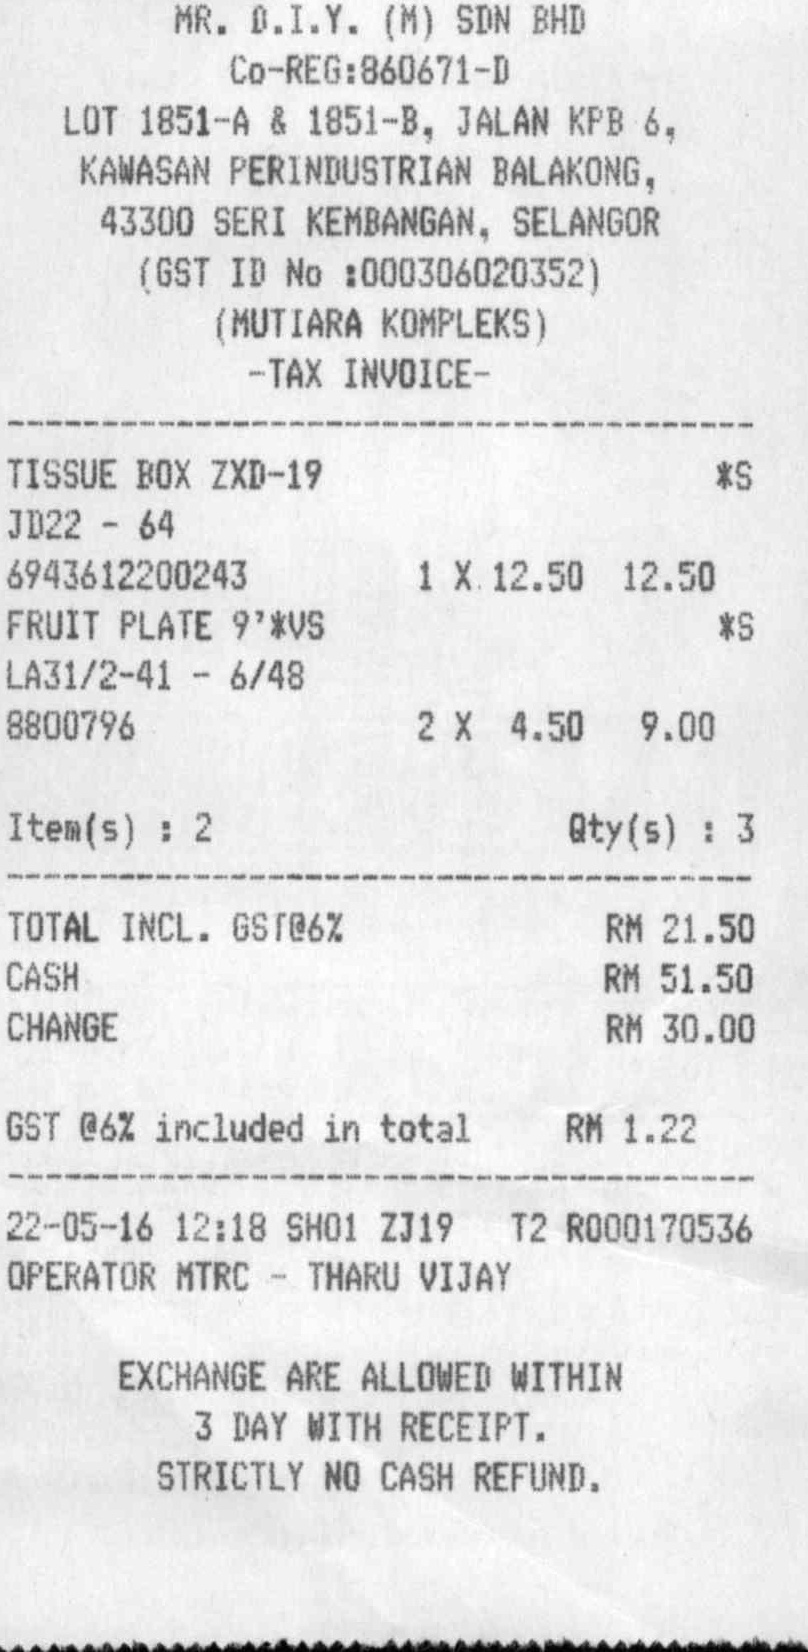 MR. D.I.Y. (M) SDN BHD
Co-REG:860671-D
LOT 1851-A & 1851-B, JALAN KPB 6,
KAWASAN PERINDUSTRIAN BALAKONG,
43300 SERI KEMBANGAN, SELANGOR
(GST ID No :000306020352)
(MUTIARA KOMPLEKS)
-TAX INVOICE-
TISSUE BOX ZXD-19 *S
JD22 - 64
6943612200243 1 X 12.50 12.50
FRUIT PLATE 9'*VS *S
LA31/2-41 - 6/48
8800796 2 X 4.50 9.00
Item(s) : 2 Qty(s) : 3
TOTAL INCL. GST@6% RM 21.50
CASH RM 51.50
CHANGE RM 30.00
GST @6% included in total RM 1.22
22-05-16 12:18 SH01 ZJ19 T2 R000170536
OPERATOR MTRC - THARU VIJAY
EXCHANGE ARE ALLOWED WITHIN
3 DAY WITH RECEIPT.
STRICTLY NO CASH REFUND.